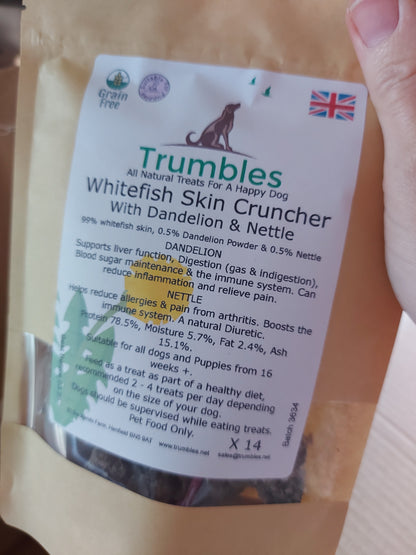 Grain
Free
Trumbles
All Natural Treats For A Happy Dog
Whitefish Skin Cruncher
With Dandelion & Nettle
99% whitefish skin, 0.5% Dandelion Powder & 0.5% Nettle
DANDELION
Supports liver function, Digestion (gas & indigestion),
Blood sugar maintenance & the immune system. Can
reduce inflammation and relieve pain.
NETTLE
Helps reduce allergies & pain from arthritis. Boosts the
immune system. A natural Diuretic.
Protein 78.5%, Moisture 5.7%, Fat 2.4%, Ash
15.1%.
Suitable for all dogs and Puppies from 16
weeks +.
Feed as a treat as part of a healthy diet,
recommended 2 - 4 treats per day depending
on the size of your dog.
Dogs should be supervised while eating treats.
Pet Food Only.
X 14
Farm, Henfield BN5 9AT www.trumbles.net sales@trumbles.net
Batch 3634